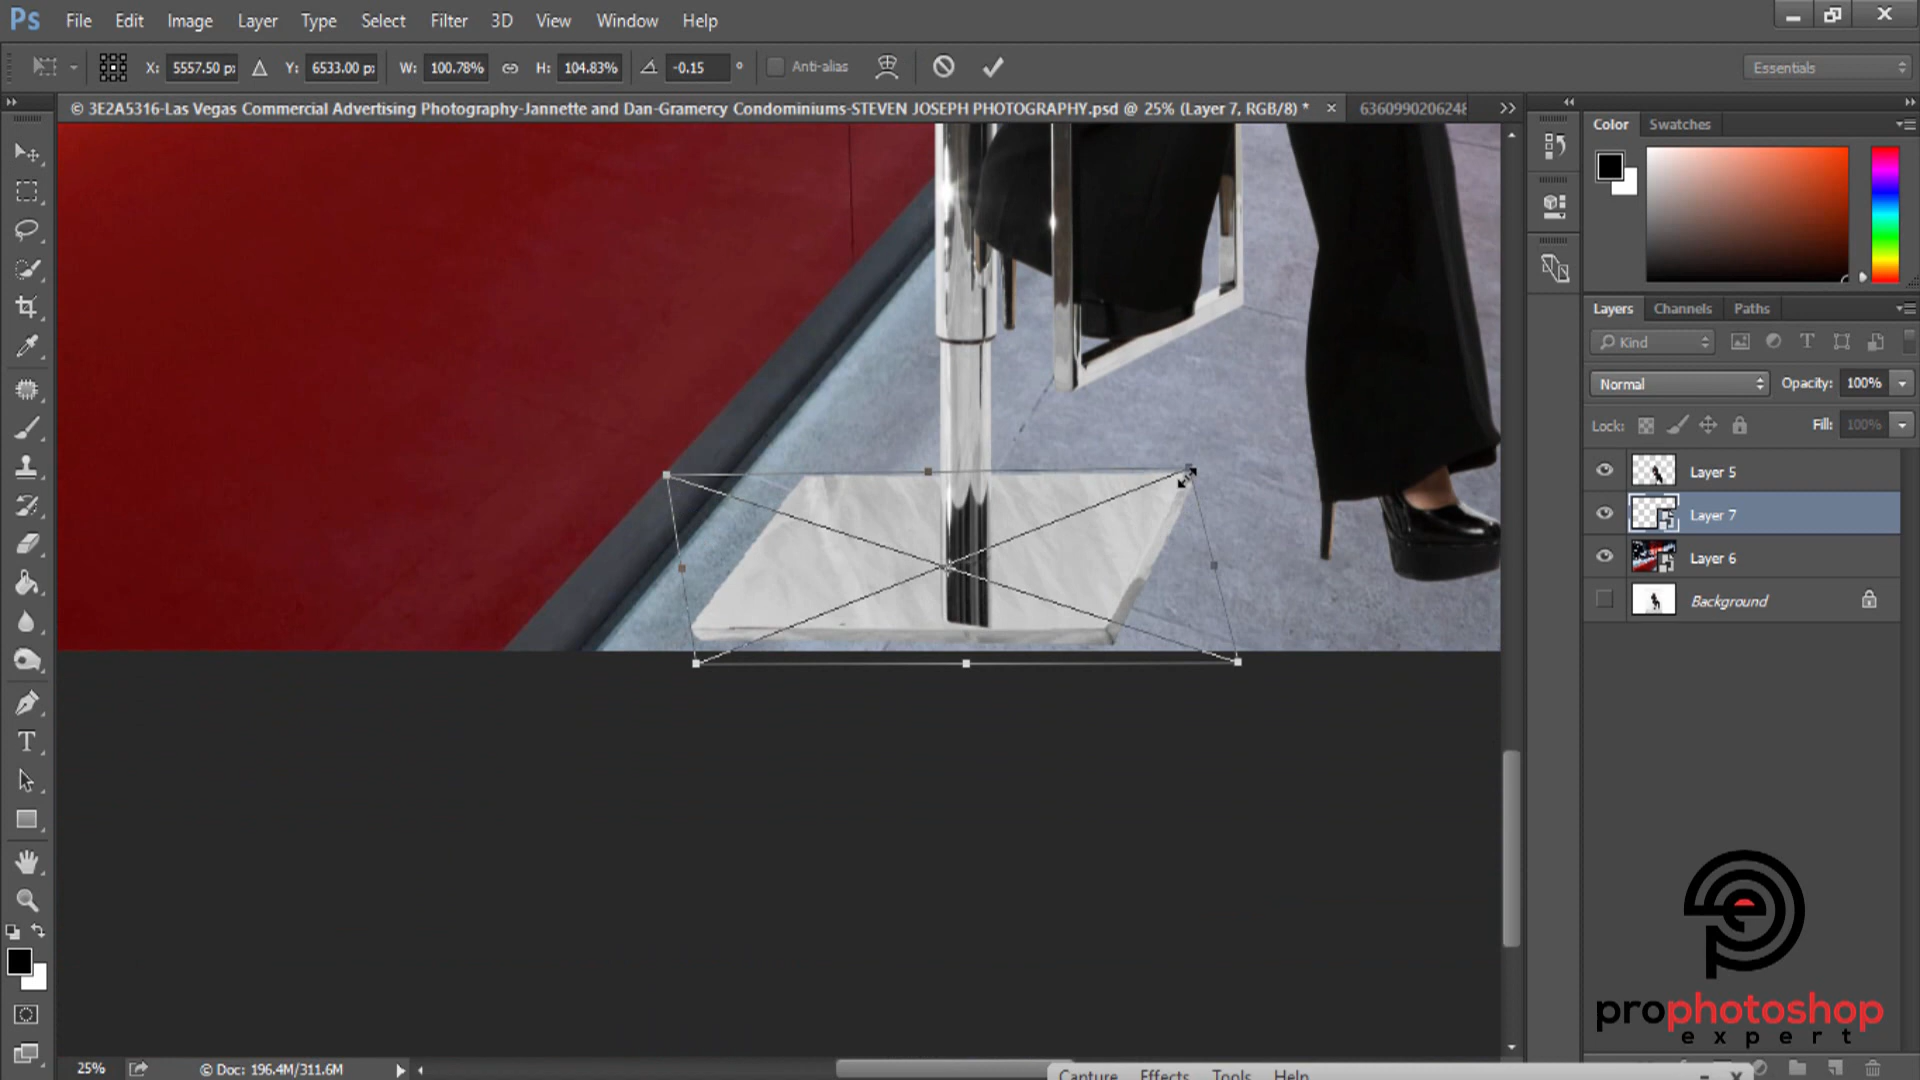 Ps File Edit Image Layer Type Select Filter 3D View Window Help
X: 5557.50 p: Y: 6533.00 p: W: 100.78% H: 104.83% -0.15 ° Anti-alias Essentials
© 3E2A5316-Las Vegas Commercial Advertising Photography-Jannette and Dan-Gramercy Condominiums-STEVEN JOSEPH PHOTOGRAPHY.psd @ 25% (Layer 7, RGB/8) * × 6360990206248
Color Swatches
Layers Channels Paths
Kind
Normal Opacity: 100%
Lock: Fill: 100%
Layer 5
Layer 7
Layer 6
Background
prophotoshop
expert
25% © Doc: 196.4M/311.6M
Capture Effects Tools Help